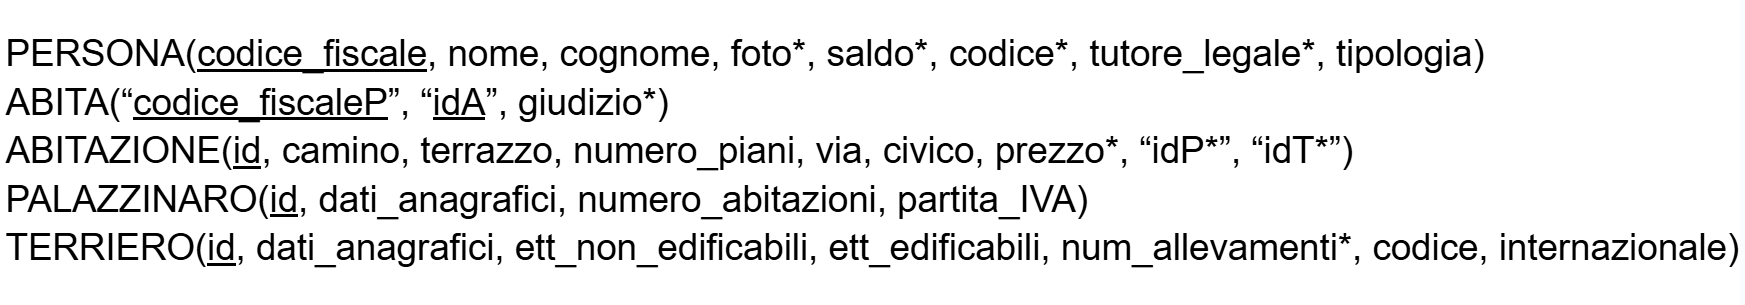 PERSONA(codice_fiscale, nome, cognome, foto*, saldo*, codice*, tutore_legale*, tipologia)
ABITA(“codice_fiscaleP”, “idA”, giudizio*)
ABITAZIONE(id, camino, terrazzo, numero_piani, via, civico, prezzo*, “idP*”, “idT*”)
PALAZZINARO(id, dati_anagrafici, numero_abitazioni, partita_IVA)
TERRIERO(id, dati_anagrafici, ett_non_edificabili, ett_edificabili, num_allevamenti*, codice, internazionale)